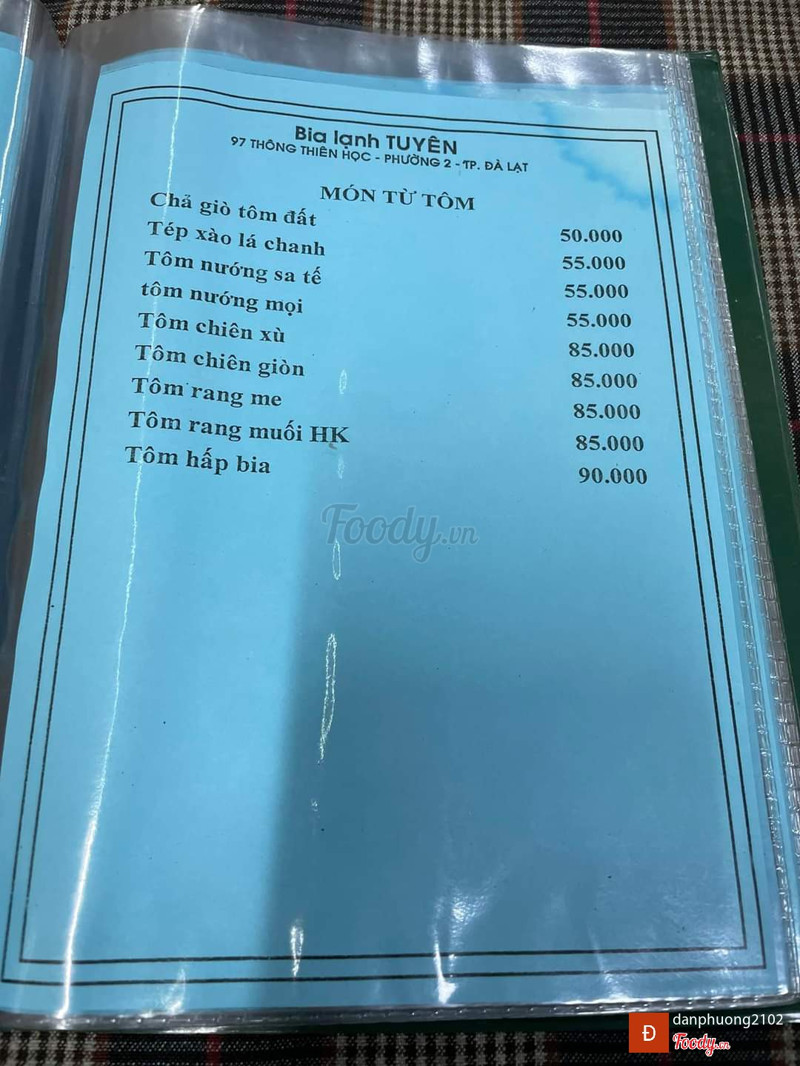 Bia lạnh TUYÊN
97 THÔNG THIÊN HỌC - PHƯỜNG 2 - TP. ĐÀ LẠT
MÓN TỪ TÔM
Chả giò tôm đất 50.000
Tép xào lá chanh 55.000
Tôm nướng sa tế 55.000
tôm nướng mọi 55.000
Tôm chiên xù 85.000
Tôm chiên giòn 85.000
Tôm rang me 85.000
Tôm rang muối HK 85.000
Tôm hấp bia 90.000
Foody.vn
Đ danphuong2102
Foody.vn